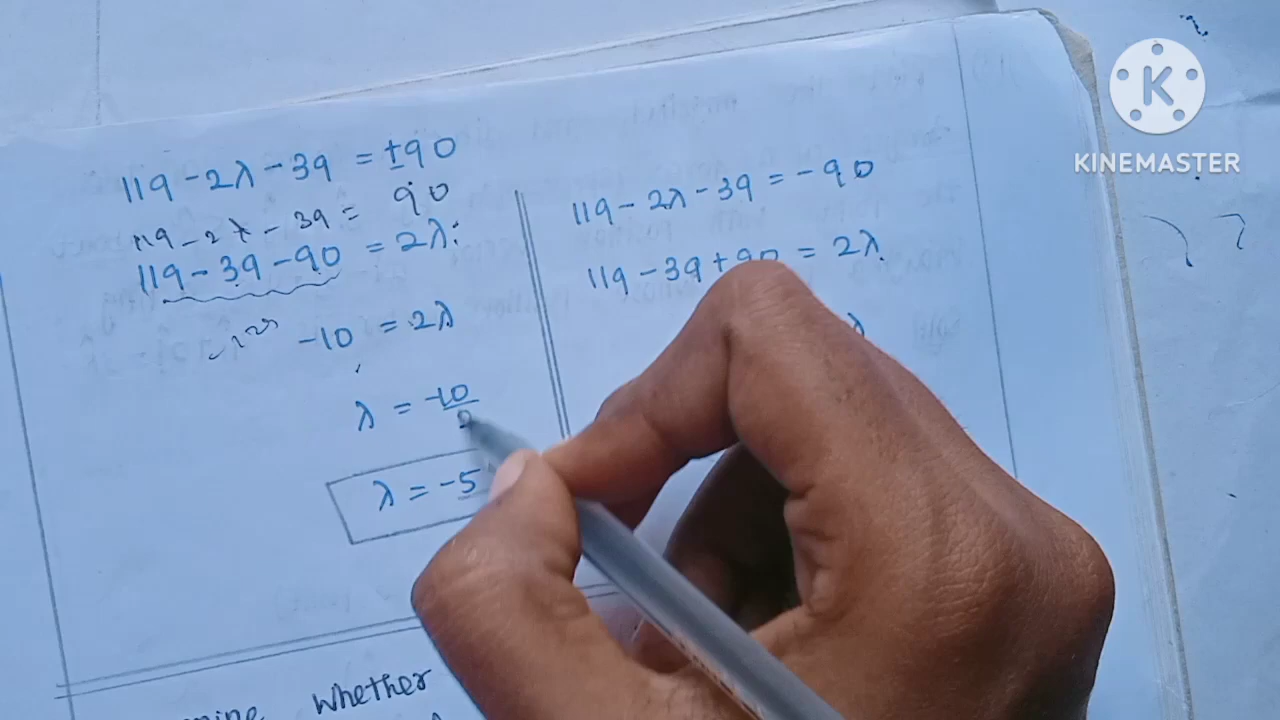 119 - 2λ - 39 = ±90
119 - 2λ - 39 = 90
119 - 39 - 90 = 2λ
-10 = 2λ
λ = -10/2
λ = -5
119 - 2λ - 39 = -90
119 - 39 + 90 = 2λ
λ
whether
K
KINEMASTER